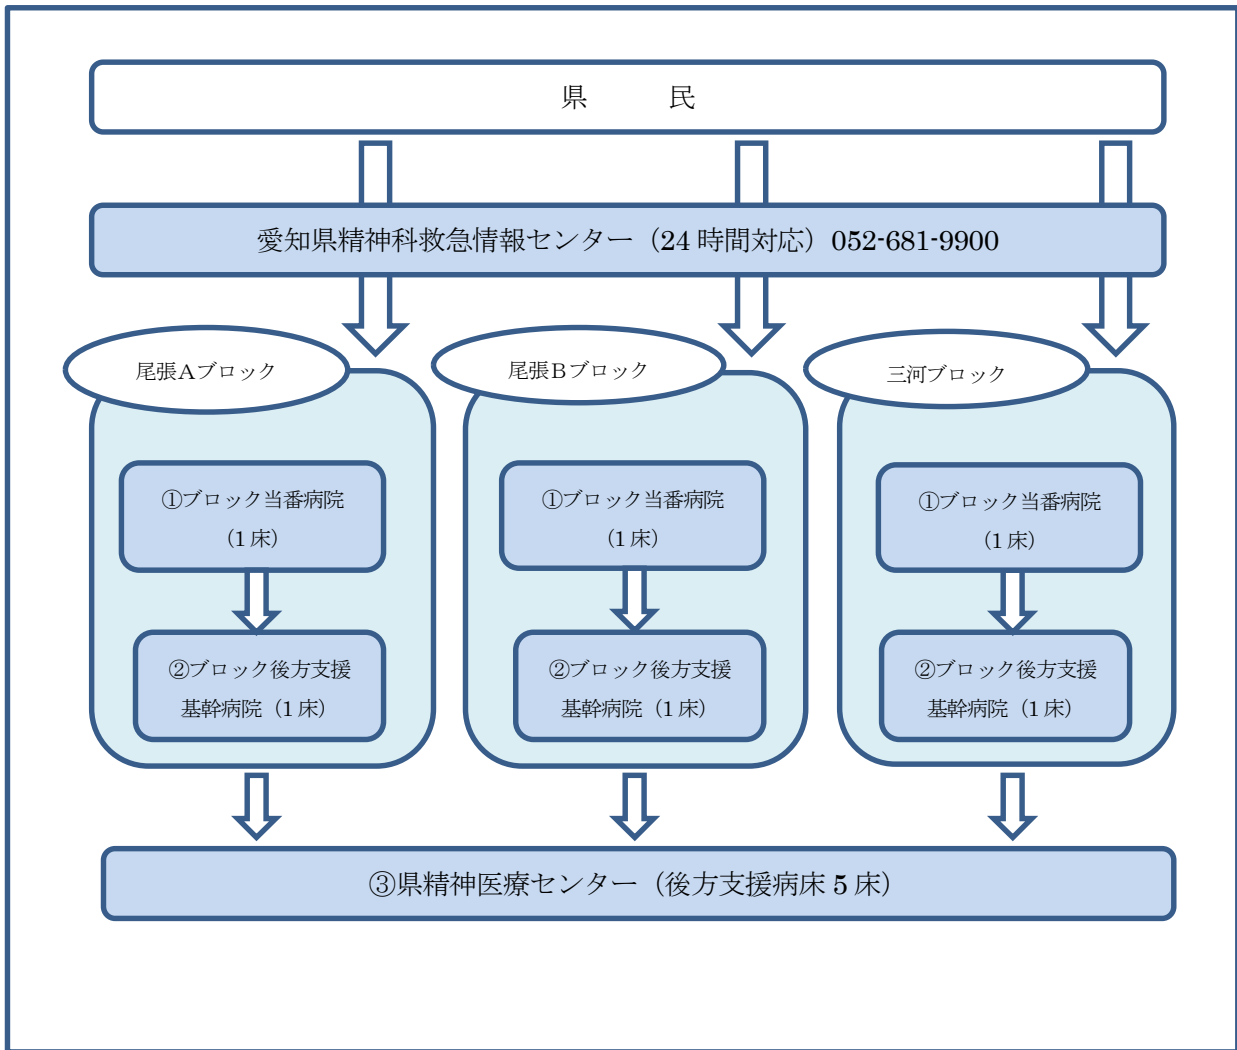 県　　　民
愛知県精神科救急情報センター（24 時間対応）052-681-9900
尾張Aブロック
尾張Bブロック
三河ブロック
①ブロック当番病院
（1 床）
①ブロック当番病院
（1 床）
①ブロック当番病院
（1 床）
②ブロック後方支援
基幹病院（1 床）
②ブロック後方支援
基幹病院（1 床）
②ブロック後方支援
基幹病院（1 床）
③県精神医療センター（後方支援病床 5 床）